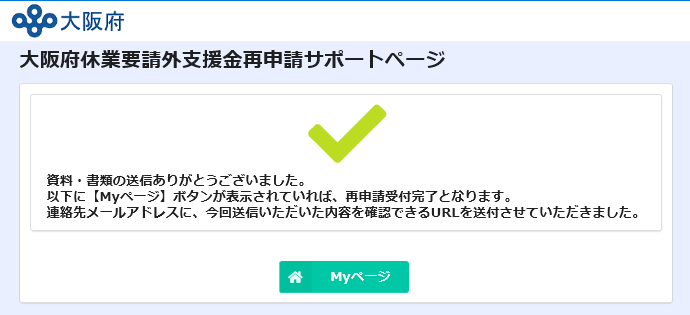 大阪府
大阪府休業要請外支援金再申請サポートページ
資料・書類の送信ありがとうございました。
以下に【Myページ】ボタンが表示されていれば、再申請受付完了となります。
連絡先メールアドレスに、今回送信いただいた内容を確認できるURLを送付させていただきました。
Myページ